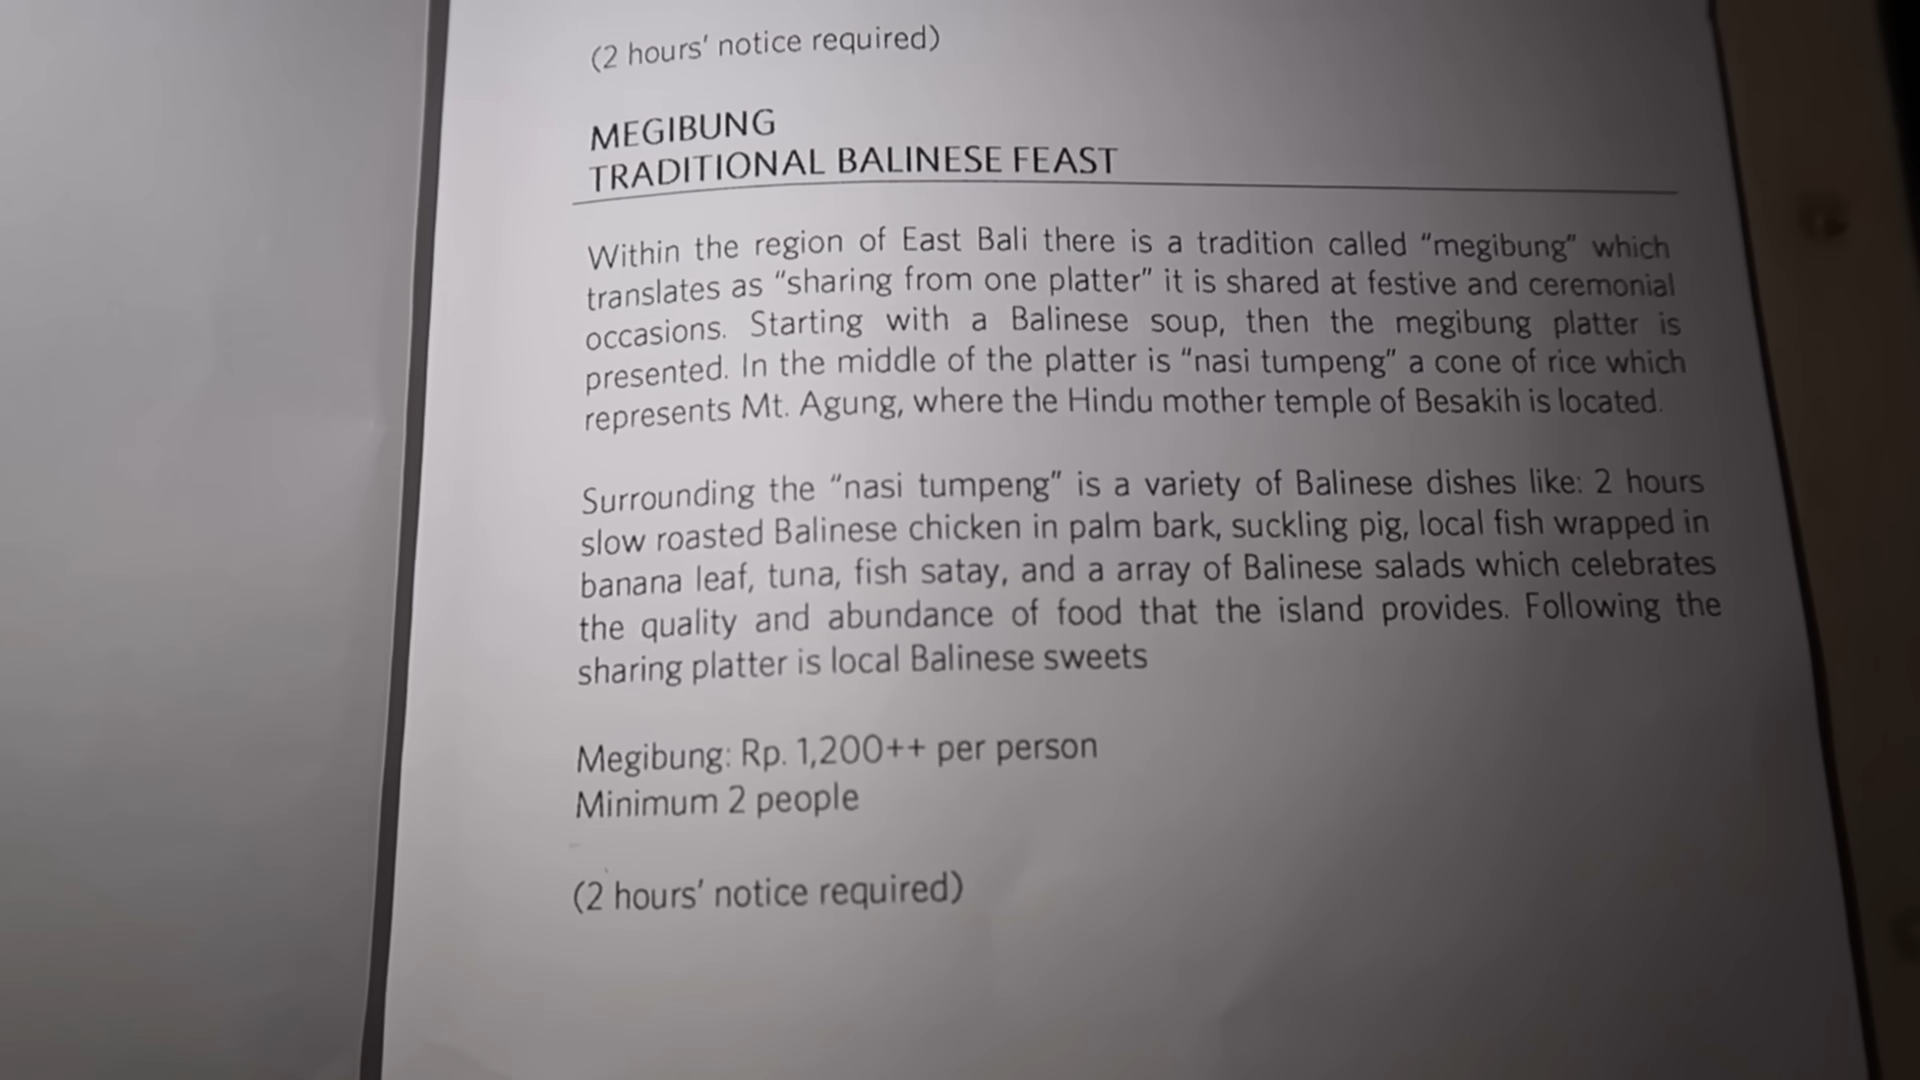 (2 hours' notice required)
MEGIBUNG
TRADITIONAL BALINESE FEAST
Within the region of East Bali there is a tradition called "megibung" which
translates as "sharing from one platter" it is shared at festive and ceremonial
occasions. Starting with a Balinese soup, then the megibung platter is
presented. In the middle of the platter is "nasi tumpeng" a cone of rice which
represents Mt. Agung, where the Hindu mother temple of Besakih is located.
Surrounding the "nasi tumpeng" is a variety of Balinese dishes like: 2 hours
slow roasted Balinese chicken in palm bark, suckling pig, local fish wrapped in
banana leaf, tuna, fish satay, and a array of Balinese salads which celebrates
the quality and abundance of food that the island provides. Following the
sharing platter is local Balinese sweets
Megibung: Rp. 1,200++ per person
Minimum 2 people
(2 hours' notice required)